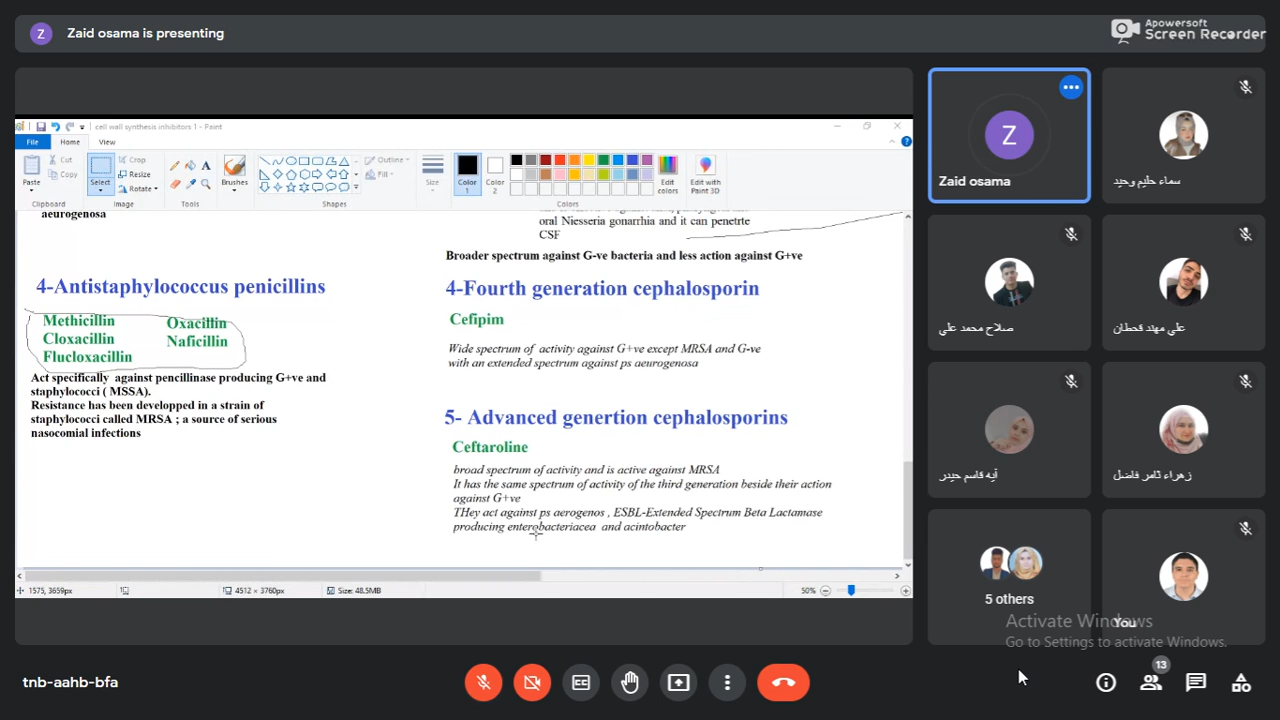 Z
Zaid osama is presenting
Apowersoft
Screen Recorder
cell wall synthesis inhibitors 1 - Paint
File
Home
View
Paste
Cut
Copy
Clipboard
Select
Crop
Resize
Rotate
Image
Tools
Brushes
Shapes
Outline
Fill
Size
Color
1
Color
2
Edit
colors
Edit with
Paint 3D
Colors
aeurogenosa
4-Antistaphylococcus penicillins
Methicillin
Oxacillin
Cloxacillin
Naficillin
Flucloxacillin
Act specifically against pencillinase producing G+ve and
staphylococci ( MSSA).
Resistance has been developped in a strain of
staphylococci called MRSA ; a source of serious
nasocomial infections
oral Niesseria gonarrhia and it can penetrte
CSF
Broader spectrum against G-ve bacteria and less action against G+ve
4-Fourth generation cephalosporin
Cefipim
Wide spectrum of activity against G+ve except MRSA and G-ve
with an extended spectrum against ps aeurogenosa
5- Advanced genertion cephalosporins
Ceftaroline
broad spectrum of activity and is active against MRSA
It has the same spectrum of activity of the third generation beside their action
against G+ve
THey act against ps aerogenos , ESBL-Extended Spectrum Beta Lactamase
producing enterobacteriacea and acintobacter
1575, 3659px
4512 × 3760px
Size: 48.5MB
50%
Z
Zaid osama
سماء حليم وحيد
صلاح محمد علي
علي مهند قحطان
آيه قاسم حيدر
زهراء ثامر فاضل
5 others
You
Activate Windows
Go to Settings to activate Windows.
tnb-aahb-bfa
13